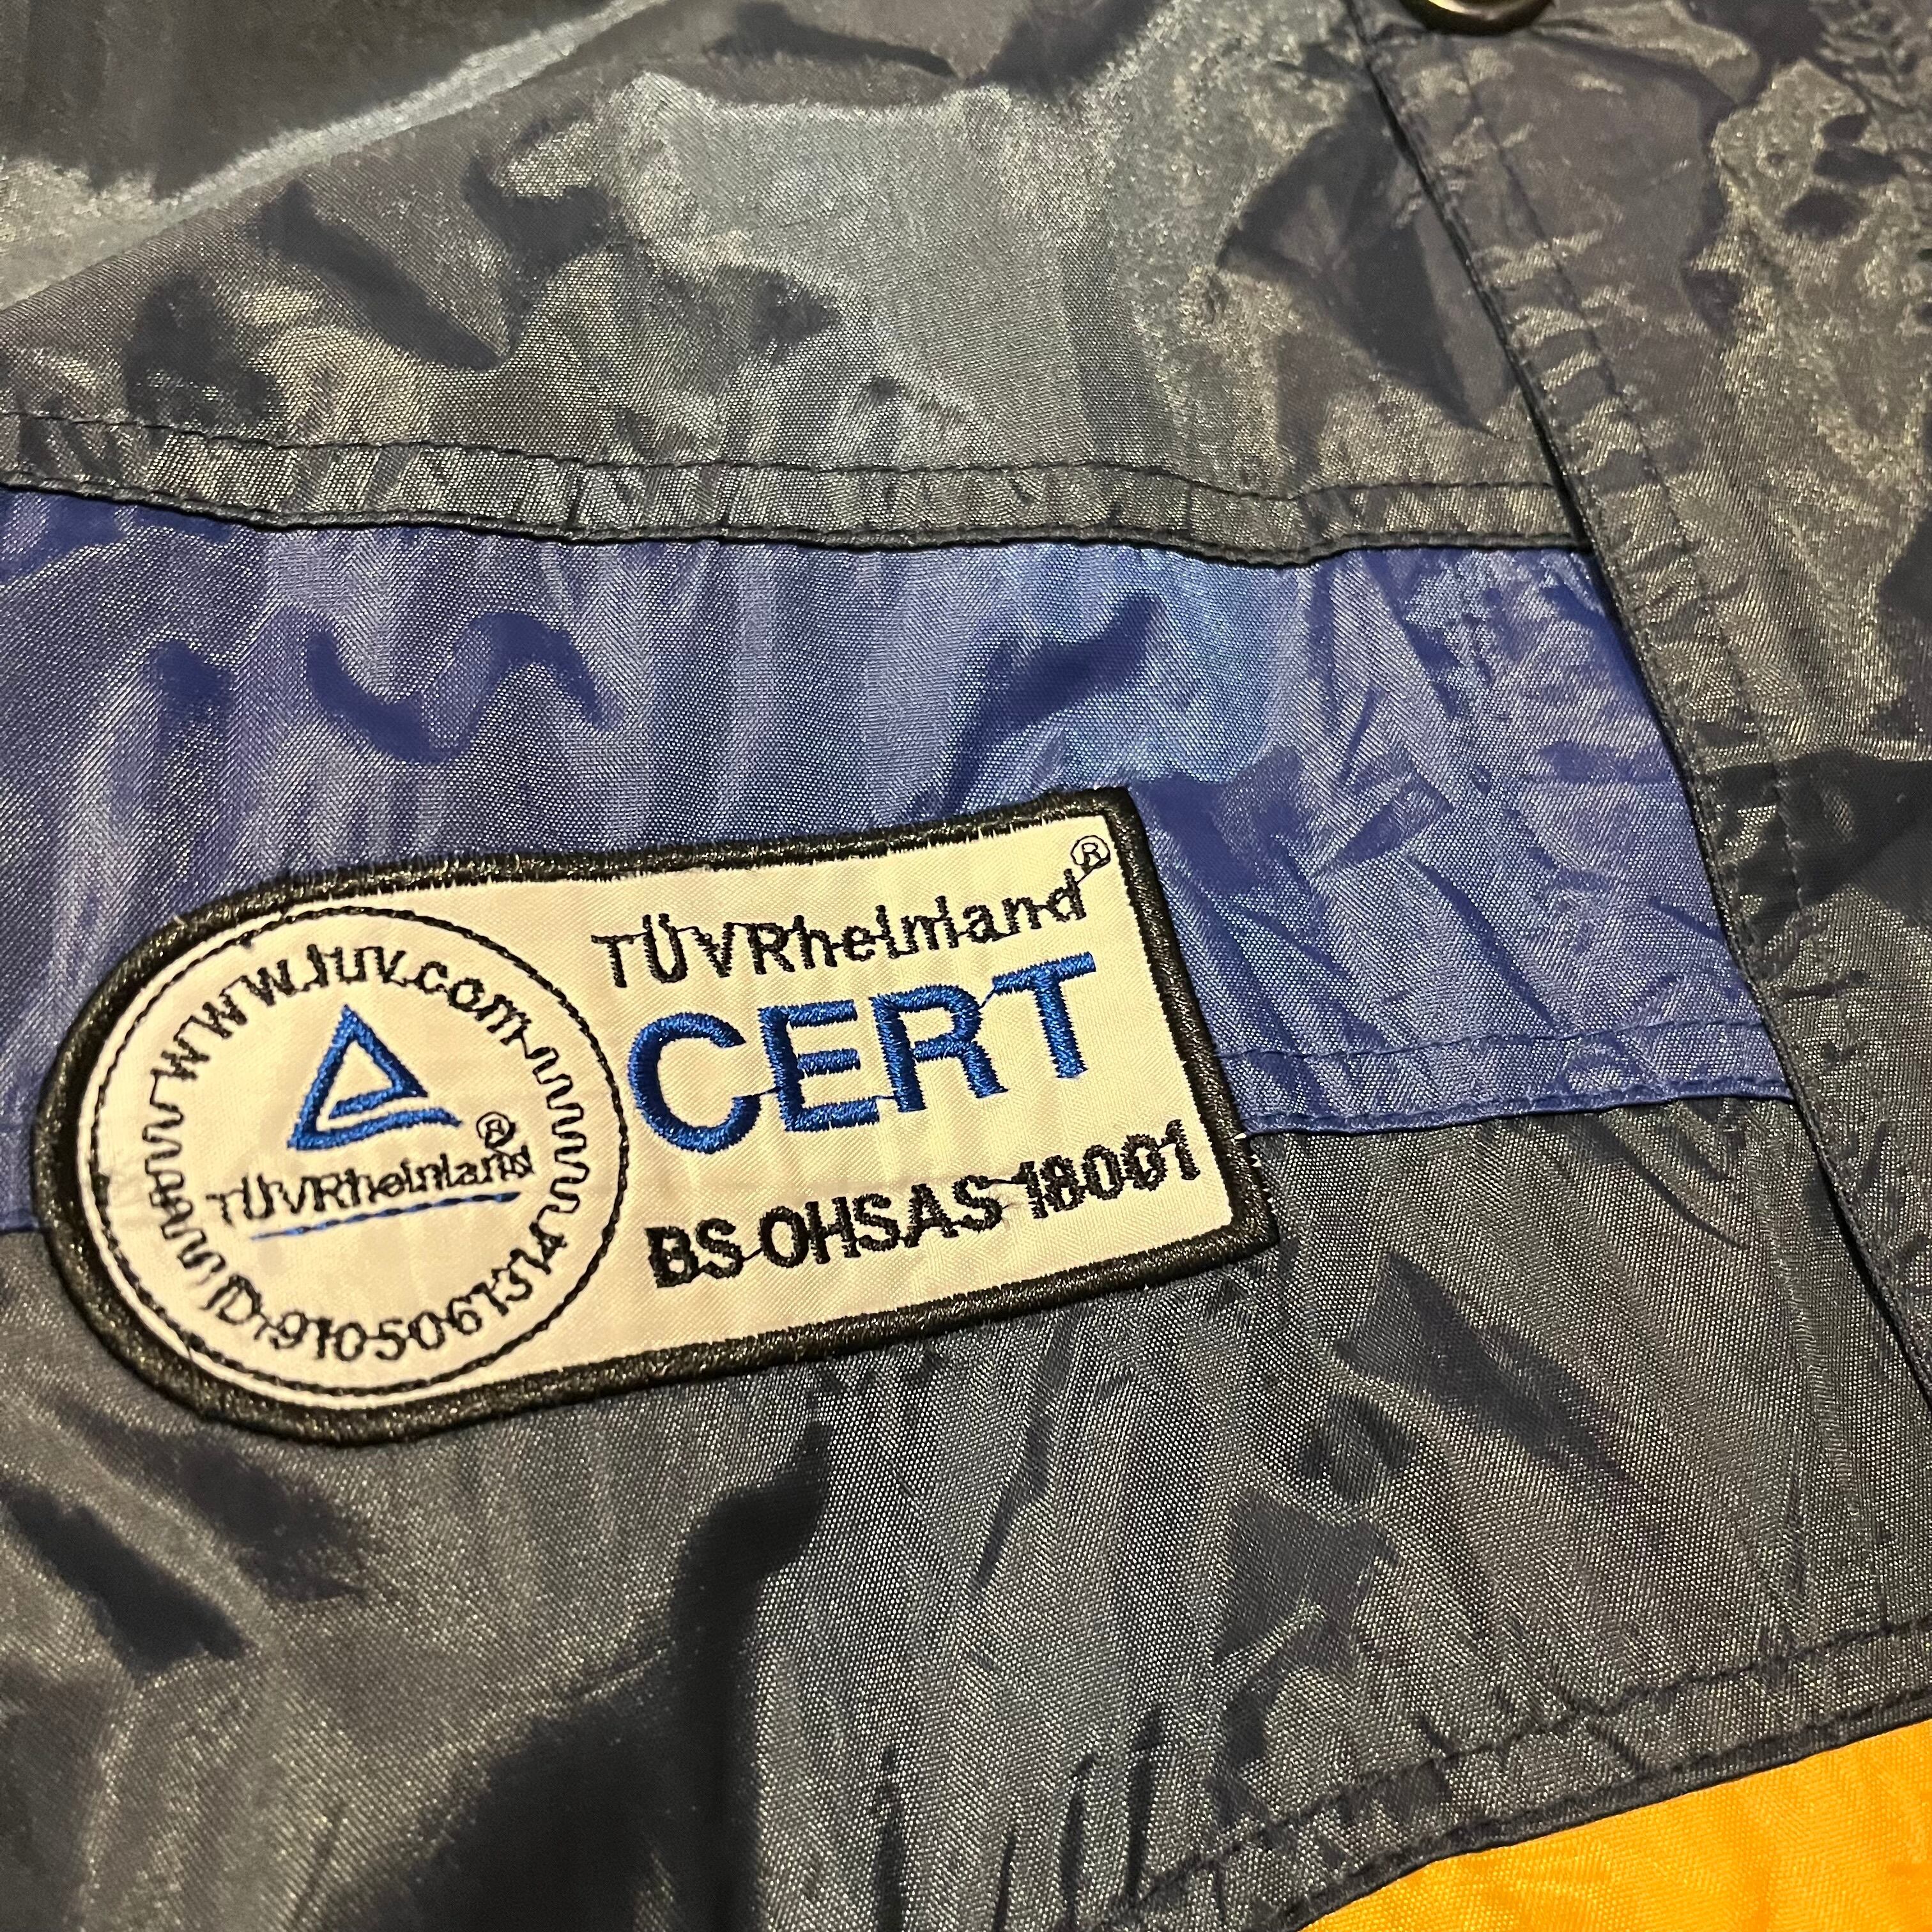 www.tuv.com
TÜVRheinland®
ID:9105061314
TÜVRheinland®
CERT
BS OHSAS 18001